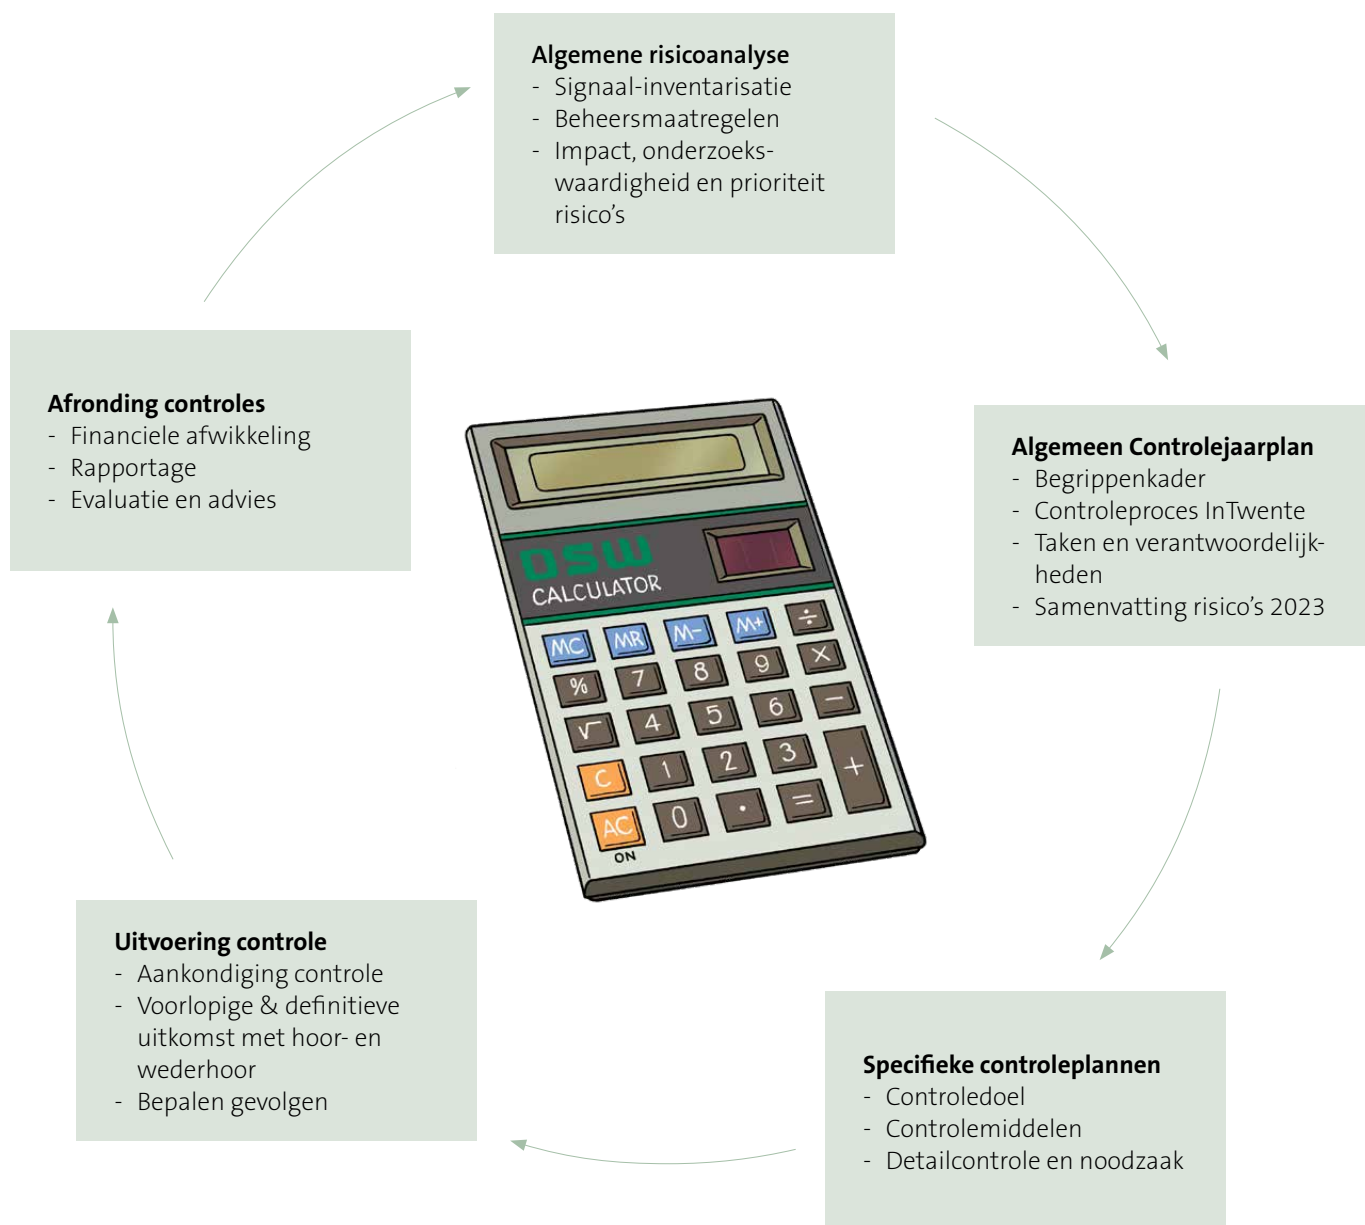 Algemene risicoanalyse
- Signaal-inventarisatie
- Beheersmaatregelen
- Impact, onderzoeks-
waardigheid en prioriteit
risico's
Algemeen Controlejaarplan
- Begrippenkader
- Controleproces InTwente
- Taken en verantwoordelijk-
heden
- Samenvatting risico's 2023
Specifieke controleplannen
- Controledoel
- Controlemiddelen
- Detailcontrole en noodzaak
Uitvoering controle
- Aankondiging controle
- Voorlopige & definitieve
uitkomst met hoor- en
wederhoor
- Bepalen gevolgen
Afronding controles
- Financiele afwikkeling
- Rapportage
- Evaluatie en advies
DSW
CALCULATOR
MC MR M- M+ ÷
% 7 8 9 ×
√ 4 5 6 −
C 1 2 3 +
AC 0 . =
ON